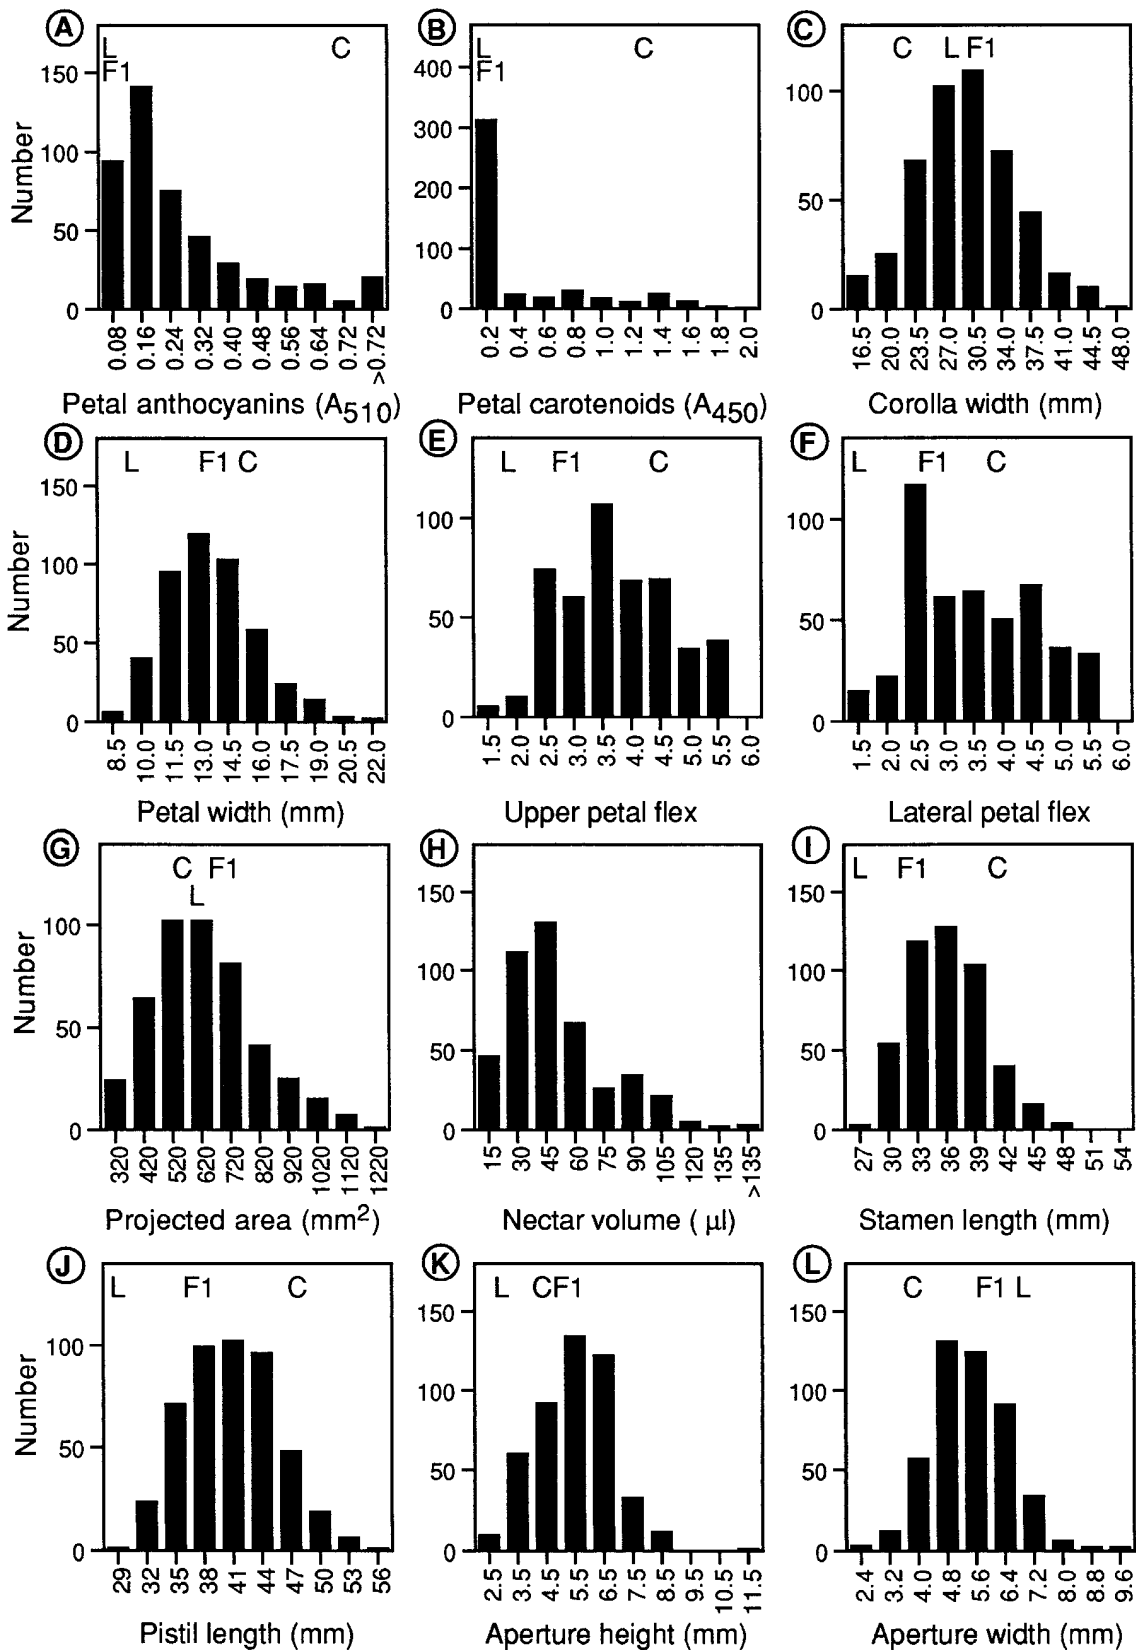 A
L
F1
C
150
100
50
0
Number
0.08 0.16 0.24 0.32 0.40 0.48 0.56 0.64 0.72 >0.72
Petal anthocyanins (A510)
B
L
F1
C
400
300
200
100
0
0.2 0.4 0.6 0.8 1.0 1.2 1.4 1.6 1.8 2.0
Petal carotenoids (A450)
C
C L F1
100
50
0
16.5 20.0 23.5 27.0 30.5 34.0 37.5 41.0 44.5 48.0
Corolla width (mm)
D
L F1 C
150
100
50
0
Number
8.5 10.0 11.5 13.0 14.5 16.0 17.5 19.0 20.5 22.0
Petal width (mm)
E
L F1 C
100
50
0
1.5 2.0 2.5 3.0 3.5 4.0 4.5 5.0 5.5 6.0
Upper petal flex
F
L F1 C
100
50
0
1.5 2.0 2.5 3.0 3.5 4.0 4.5 5.0 5.5 6.0
Lateral petal flex
G
C F1
L
100
50
0
Number
320 420 520 620 720 820 920 1020 1120 1220
Projected area (mm2)
H
150
100
50
0
15 30 45 60 75 90 105 120 135 >135
Nectar volume ( µl)
I
L F1 C
150
100
50
0
27 30 33 36 39 42 45 48 51 54
Stamen length (mm)
J
L F1 C
100
50
0
Number
29 32 35 38 41 44 47 50 53 56
Pistil length (mm)
K
L CF1
150
100
50
0
2.5 3.5 4.5 5.5 6.5 7.5 8.5 9.5 10.5 11.5
Aperture height (mm)
L
C F1 L
150
100
50
0
2.4 3.2 4.0 4.8 5.6 6.4 7.2 8.0 8.8 9.6
Aperture width (mm)